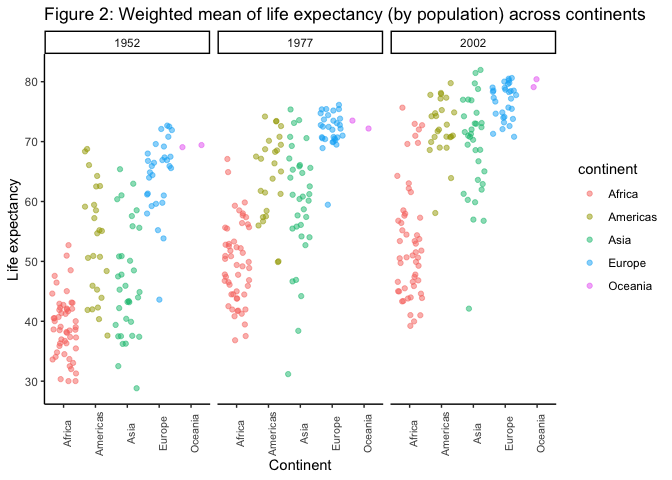 Figure 2: Weighted mean of life expectancy (by population) across continents
1952 1977 2002
Life expectancy
80
70
60
50
40
30
Africa Americas Asia Europe Oceania Africa Americas Asia Europe Oceania Africa Americas Asia Europe Oceania
Continent
continent
Africa
Americas
Asia
Europe
Oceania